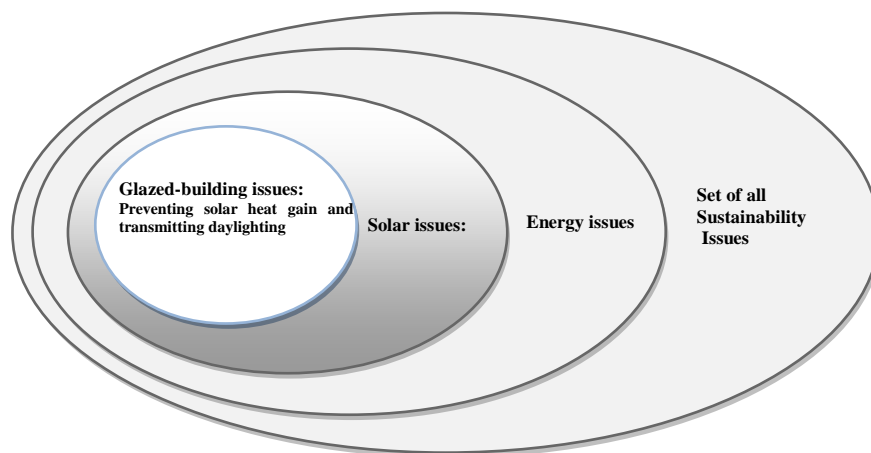 Glazed-building issues:
Preventing solar heat gain and
transmitting daylighting
Solar issues:
Energy issues
Set of all
Sustainability
Issues